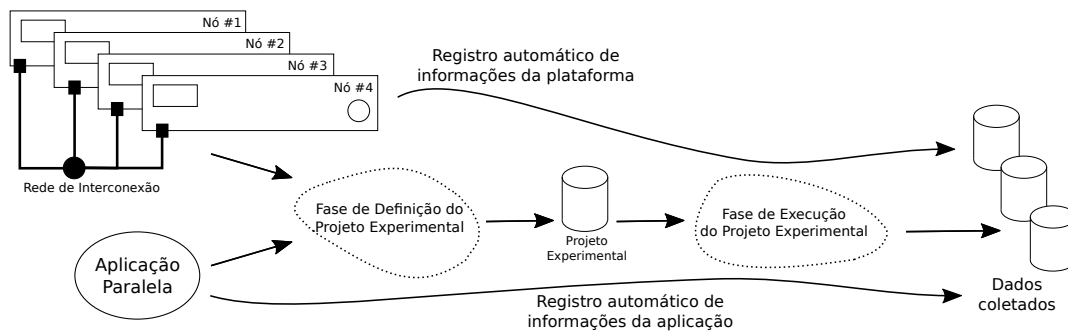 Nó #1
Nó #2
Nó #3
Nó #4
Rede de Interconexão
Registro automático de
informações da plataforma
Fase de Definição do
Projeto Experimental
Projeto
Experimental
Fase de Execução
do Projeto Experimental
Aplicação
Paralela
Registro automático de
informações da aplicação
Dados
coletados